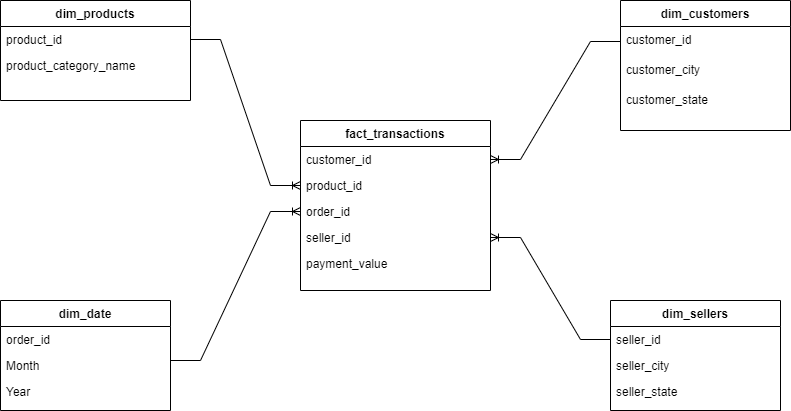 dim_products
product_id
product_category_name
dim_customers
customer_id
customer_city
customer_state
fact_transactions
customer_id
product_id
order_id
seller_id
payment_value
dim_date
order_id
Month
Year
dim_sellers
seller_id
seller_city
seller_state